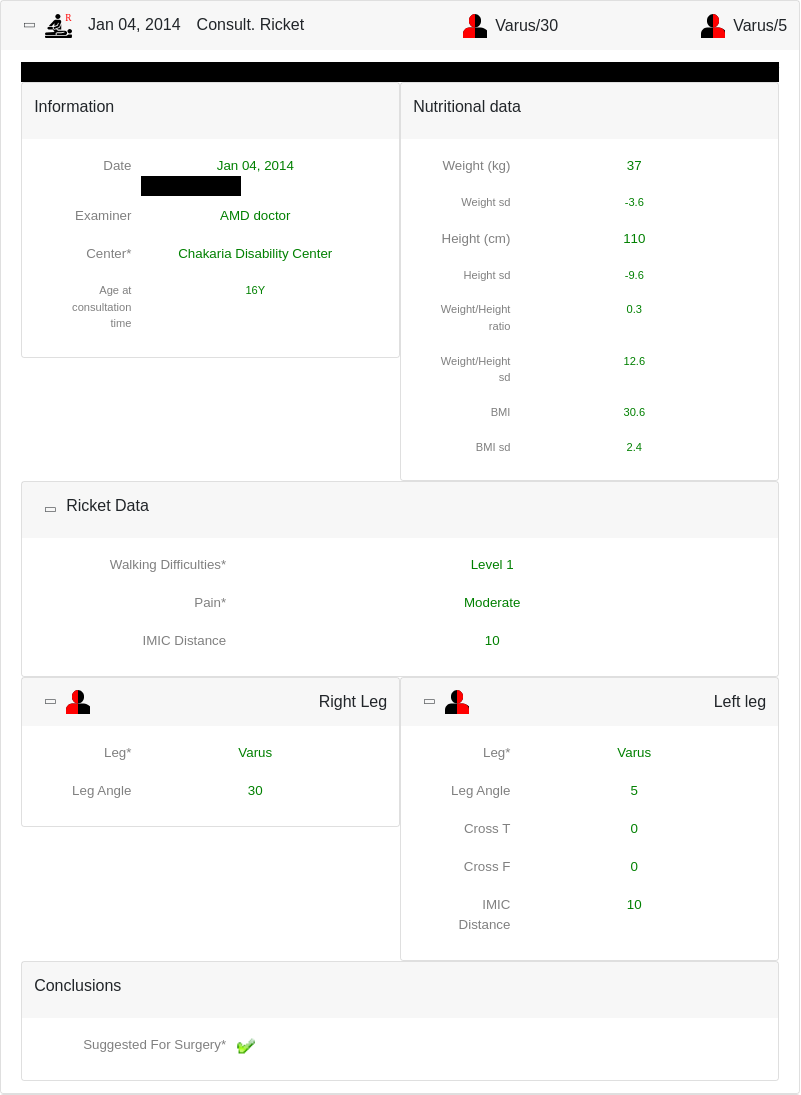 R
Jan 04, 2014 Consult. Ricket Varus/30 Varus/5
Information
Date Jan 04, 2014
Examiner AMD doctor
Center* Chakaria Disability Center
Age at consultation time 16Y
Nutritional data
Weight (kg) 37
Weight sd -3.6
Height (cm) 110
Height sd -9.6
Weight/Height ratio 0.3
Weight/Height sd 12.6
BMI 30.6
BMI sd 2.4
Ricket Data
Walking Difficulties* Level 1
Pain* Moderate
IMIC Distance 10
Right Leg
Leg* Varus
Leg Angle 30
Left leg
Leg* Varus
Leg Angle 5
Cross T 0
Cross F 0
IMIC Distance 10
Conclusions
Suggested For Surgery*